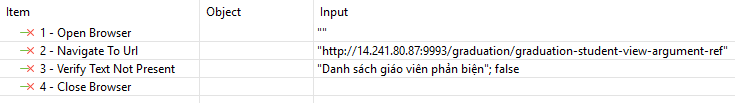 Item Object Input
1 - Open Browser ""
2 - Navigate To Url "http://14.241.80.87:9993/graduation/graduation-student-view-argument-ref"
3 - Verify Text Not Present "Danh sách giáo viên phản biện"; false
4 - Close Browser